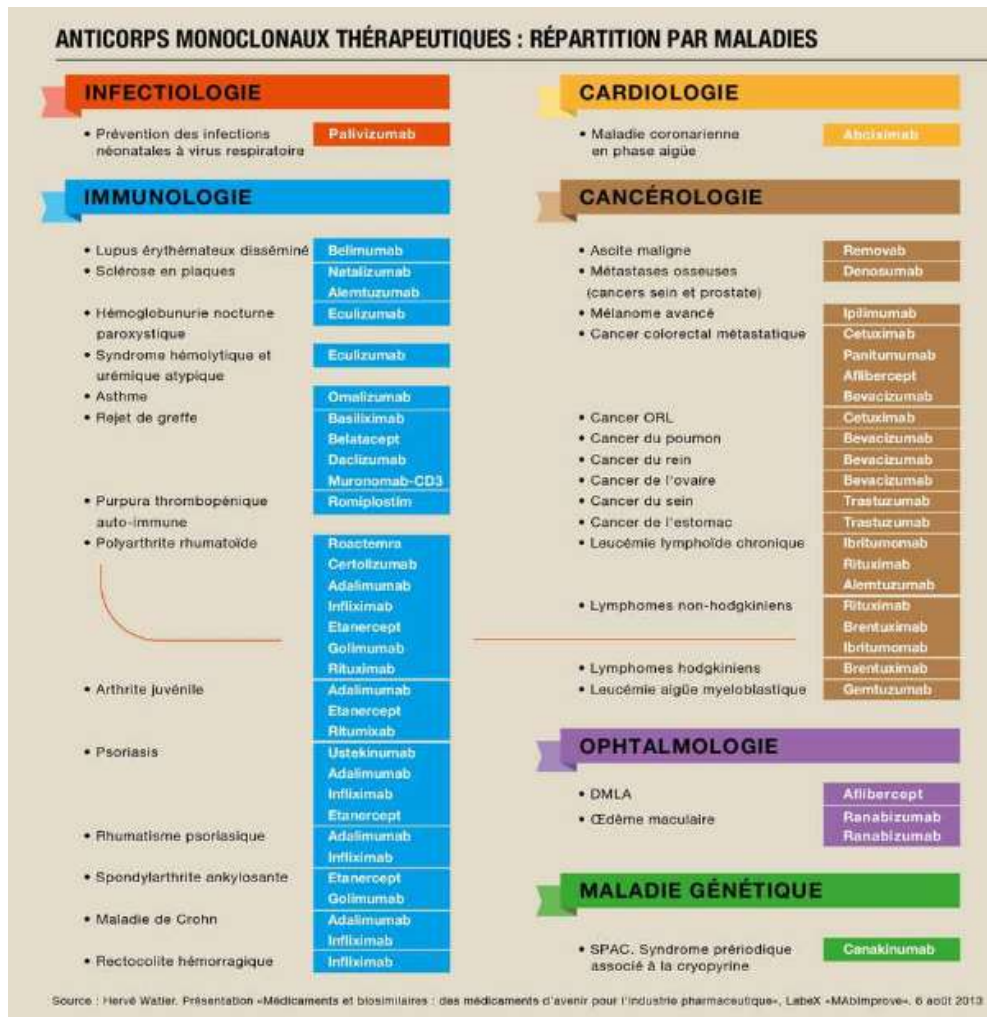 ANTICORPS MONOCLONAUX THÉRAPEUTIQUES : RÉPARTITION PAR MALADIES
INFECTIOLOGIE
• Prévention des infections Palivizumab
néonatales à virus respiratoire
IMMUNOLOGIE
• Lupus érythémateux disséminé Belimumab
• Sclérose en plaques Natalizumab
Alemtuzumab
• Hémoglobunurie nocturne Eculizumab
paroxystique
• Syndrome hémolytique et Eculizumab
urémique atypique
• Asthme Omalizumab
• Rejet de greffe Basiliximab
Belatacept
Daclizumab
Muronomab-CD3
• Purpura thrombopénique Romiplostim
auto-immune
• Polyarthrite rhumatoïde Roactemra
Certolizumab
Adalimumab
Infliximab
Etanercept
Golimumab
Rituximab
• Arthrite juvénile Adalimumab
Etanercept
Ritumixab
• Psoriasis Ustekinumab
Adalimumab
Infliximab
Etanercept
• Rhumatisme psoriasique Adalimumab
Infliximab
• Spondylarthrite ankylosante Etanercept
Golimumab
• Maladie de Crohn Adalimumab
Infliximab
• Rectocolite hémorragique Infliximab
CARDIOLOGIE
• Maladie coronarienne Abciximab
en phase aigüe
CANCÉROLOGIE
• Ascite maligne Removab
• Métastases osseuses Denosumab
(cancers sein et prostate)
• Mélanome avancé Ipilimumab
• Cancer colorectal métastatique Cetuximab
Panitumumab
Aflibercept
Bevacizumab
• Cancer ORL Cetuximab
• Cancer du poumon Bevacizumab
• Cancer du rein Bevacizumab
• Cancer de l'ovaire Bevacizumab
• Cancer du sein Trastuzumab
• Cancer de l'estomac Trastuzumab
• Leucémie lymphoïde chronique Ibritumomab
Rituximab
Alemtuzumab
• Lymphomes non-hodgkiniens Rituximab
Brentuximab
Ibritumomab
• Lymphomes hodgkiniens Brentuximab
• Leucémie aigüe myeloblastique Gemtuzumab
OPHTALMOLOGIE
• DMLA Aflibercept
• Œdème maculaire Ranabizumab
Ranabizumab
MALADIE GÉNÉTIQUE
• SPAC. Syndrome prériodique Canakinumab
associé à la cryopyrine
Source : Hervé Watier. Présentation «Médicaments et biosimilaires : des médicaments d'avenir pour l'industrie pharmaceutique», LabeX «MAbImprove». 6 août 2013